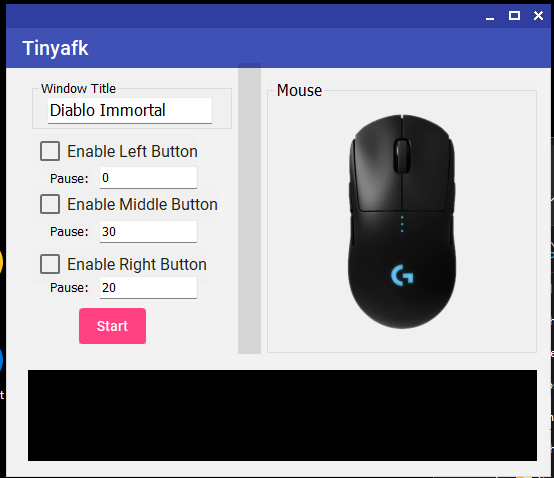 Tinyafk
Window Title
Diablo Immortal
Enable Left Button
Pause: 0
Enable Middle Button
Pause: 30
Enable Right Button
Pause: 20
Start
Mouse
G